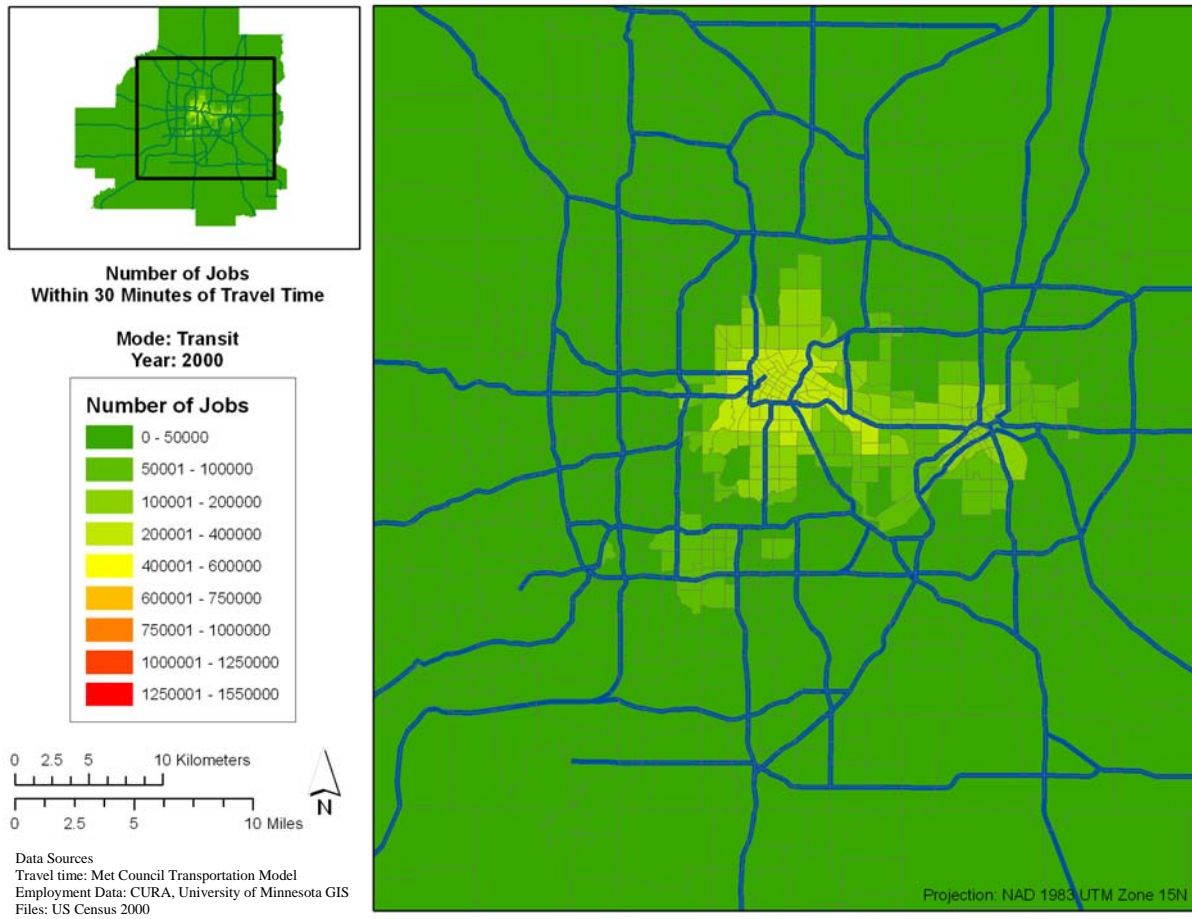 Number of Jobs
Within 30 Minutes of Travel Time
Mode: Transit
Year: 2000
Number of Jobs
0 - 50000
50001 - 100000
100001 - 200000
200001 - 400000
400001 - 600000
600001 - 750000
750001 - 1000000
1000001 - 1250000
1250001 - 1550000
0 2.5 5 10 Kilometers
0 2.5 5 10 Miles
N
Data Sources
Travel time: Met Council Transportation Model
Employment Data: CURA, University of Minnesota GIS
Files: US Census 2000
Projection: NAD 1983 UTM Zone 15N